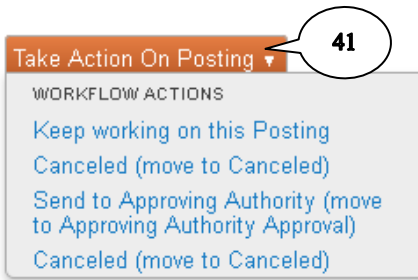 41
Take Action On Posting ▼
WORKFLOW ACTIONS
Keep working on this Posting
Canceled (move to Canceled)
Send to Approving Authority (move
to Approving Authority Approval)
Canceled (move to Canceled)